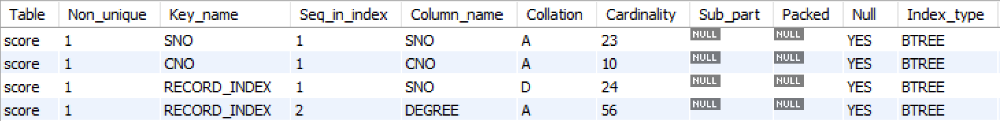 Table Non_unique Key_name Seq_in_index Column_name Collation Cardinality Sub_part Packed Null Index_type
score 1 SNO 1 SNO A 23 NULL NULL YES BTREE
score 1 CNO 1 CNO A 10 NULL NULL YES BTREE
score 1 RECORD_INDEX 1 SNO D 24 NULL NULL YES BTREE
score 1 RECORD_INDEX 2 DEGREE A 56 NULL NULL YES BTREE